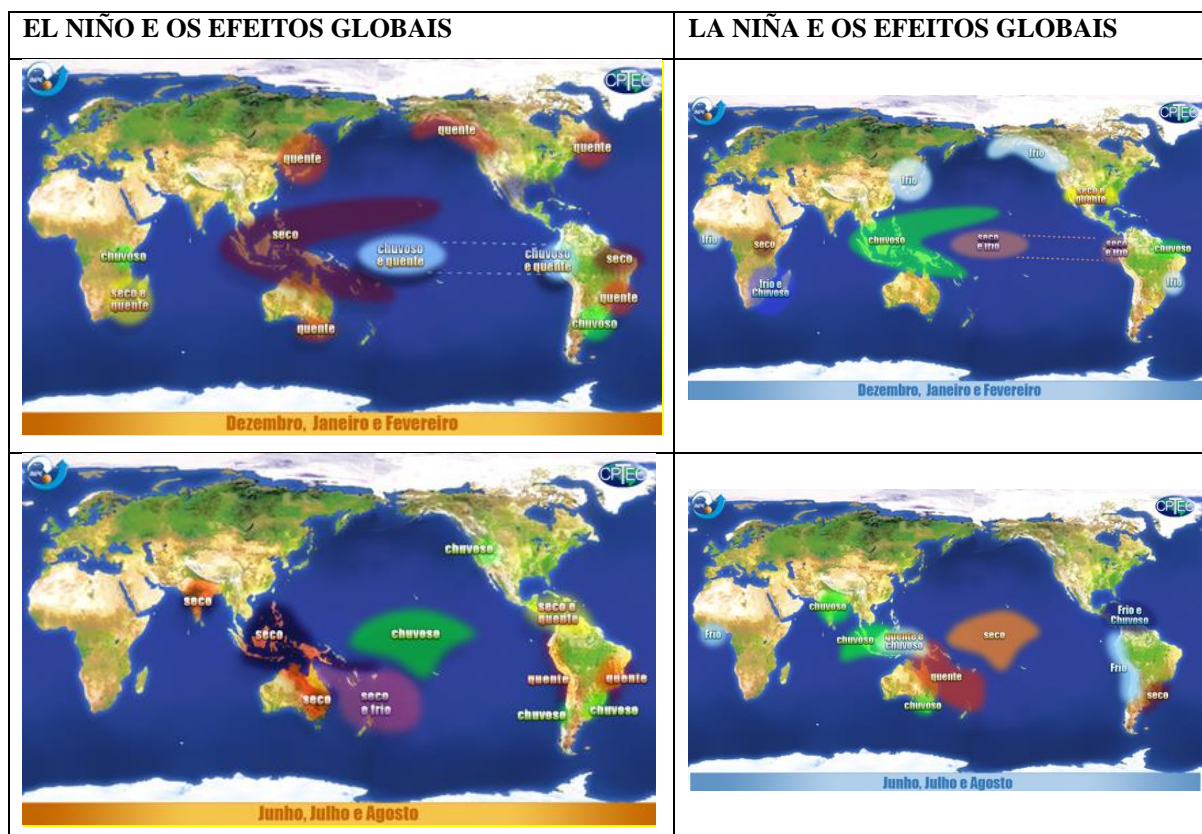 EL NIÑO E OS EFEITOS GLOBAIS
LA NIÑA E OS EFEITOS GLOBAIS
CPTEC
quente
quente
quente
seco
chuvoso
e quente
chuvoso
e quente
seco
chuvoso
seco e
quente
quente
quente
chuvoso
Dezembro, Janeiro e Fevereiro
CPTEC
frio
frio
seco e
quente
chuvoso
seco
e frio
seco
e frio
chuvoso
frio
seco
frio e
Chuvoso
frio
Dezembro, Janeiro e Fevereiro
CPTEC
chuvoso
seco
seco e
quente
seco
chuvoso
quente
quente
seco
seco
e frio
chuvoso
chuvoso
Junho, Julho e Agosto
CPTEC
chuvoso
Frio e
Chuvoso
Frio
chuvoso
quente e
chuvoso
seco
quente
Frio
seco
chuvoso
Junho, Julho e Agosto